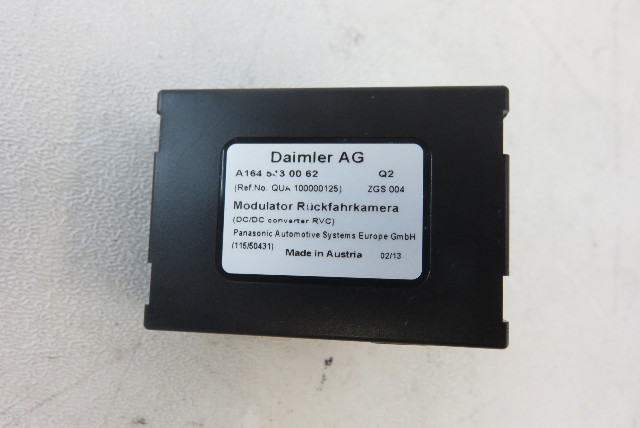 Daimler AG
A164 543 00 62 Q2
(Ref.No. QUA 100000125) ZGS 004
Modulator Rückfahrkamera
(DC/DC converter RVC)
Panasonic Automotive Systems Europe GmbH
(115/50431)
Made in Austria 02/13